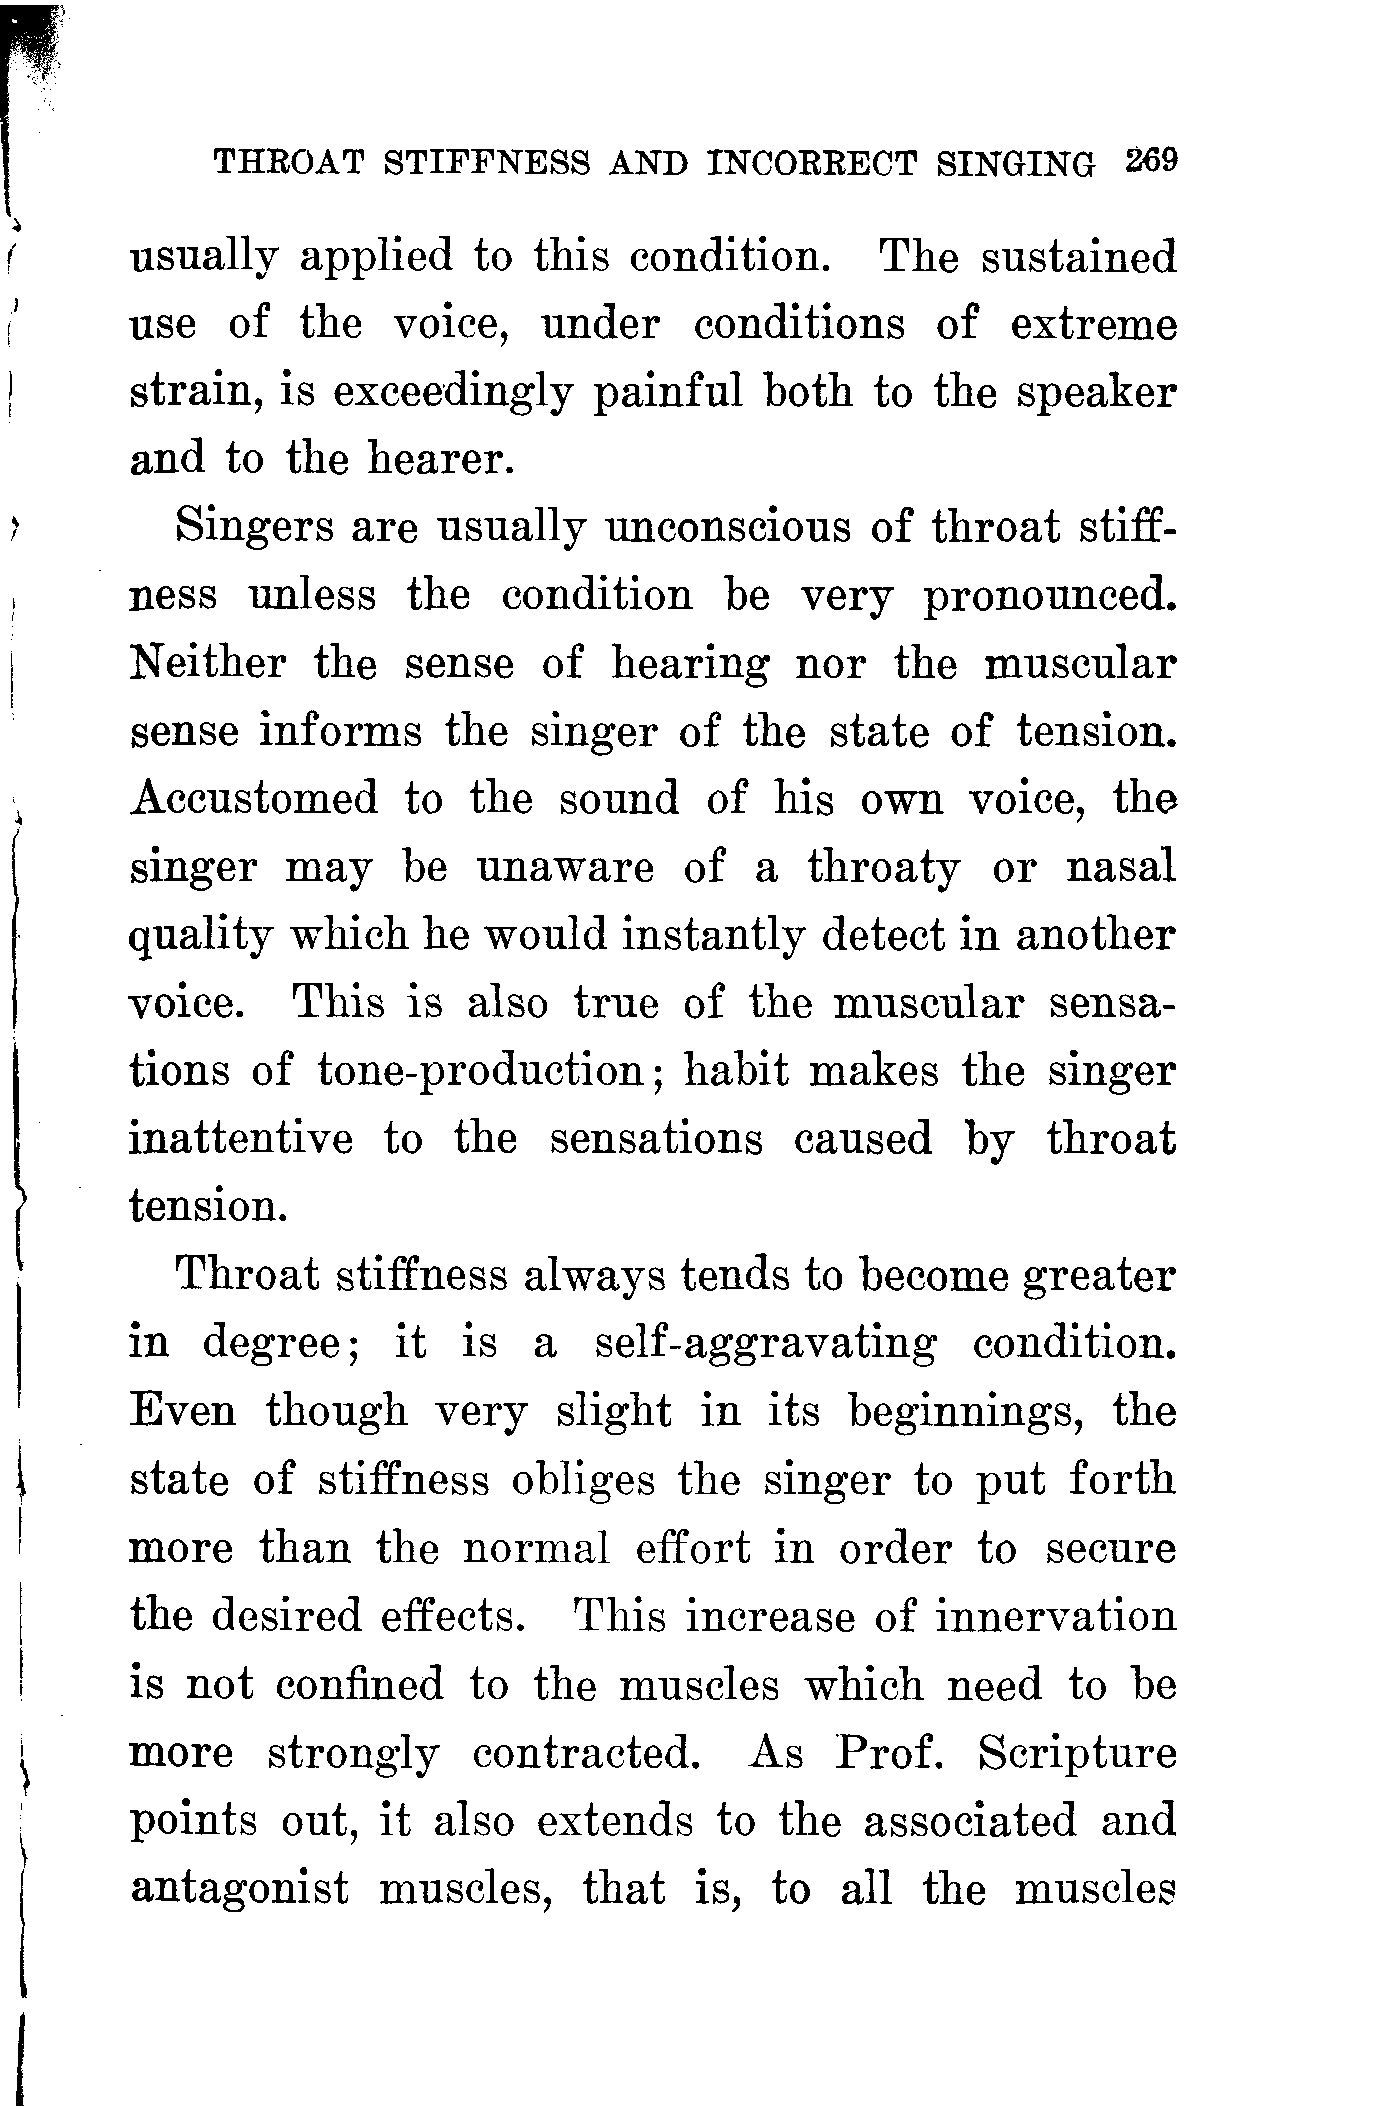 THROAT STIFFNESS AND INCORRECT SINGING 269
usually applied to this condition. The sustained
use of the voice, under conditions of extreme
strain, is exceedingly painful both to the speaker
and to the hearer.
Singers are usually unconscious of throat stiff-
ness unless the condition be very pronounced.
Neither the sense of hearing nor the muscular
sense informs the singer of the state of tension.
Accustomed to the sound of his own voice, the
singer may be unaware of a throaty or nasal
quality which he would instantly detect in another
voice. This is also true of the muscular sensa-
tions of tone-production; habit makes the singer
inattentive to the sensations caused by throat
tension.
Throat stiffness always tends to become greater
in degree; it is a self-aggravating condition.
Even though very slight in its beginnings, the
state of stiffness obliges the singer to put forth
more than the normal effort in order to secure
the desired effects. This increase of innervation
is not confined to the muscles which need to be
more strongly contracted. As Prof. Scripture
points out, it also extends to the associated and
antagonist muscles, that is, to all the muscles